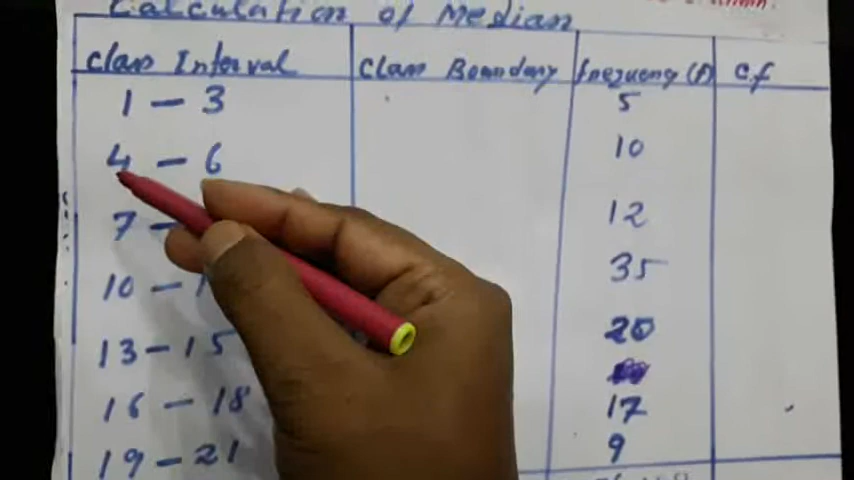 Calculation of Median
Class Interval Class Boundary frequency (f) c.f
1 – 3 5
4 – 6 10
7 – 12
10 – 1 35
13 – 15 20
16 – 18 17
19 – 21 9